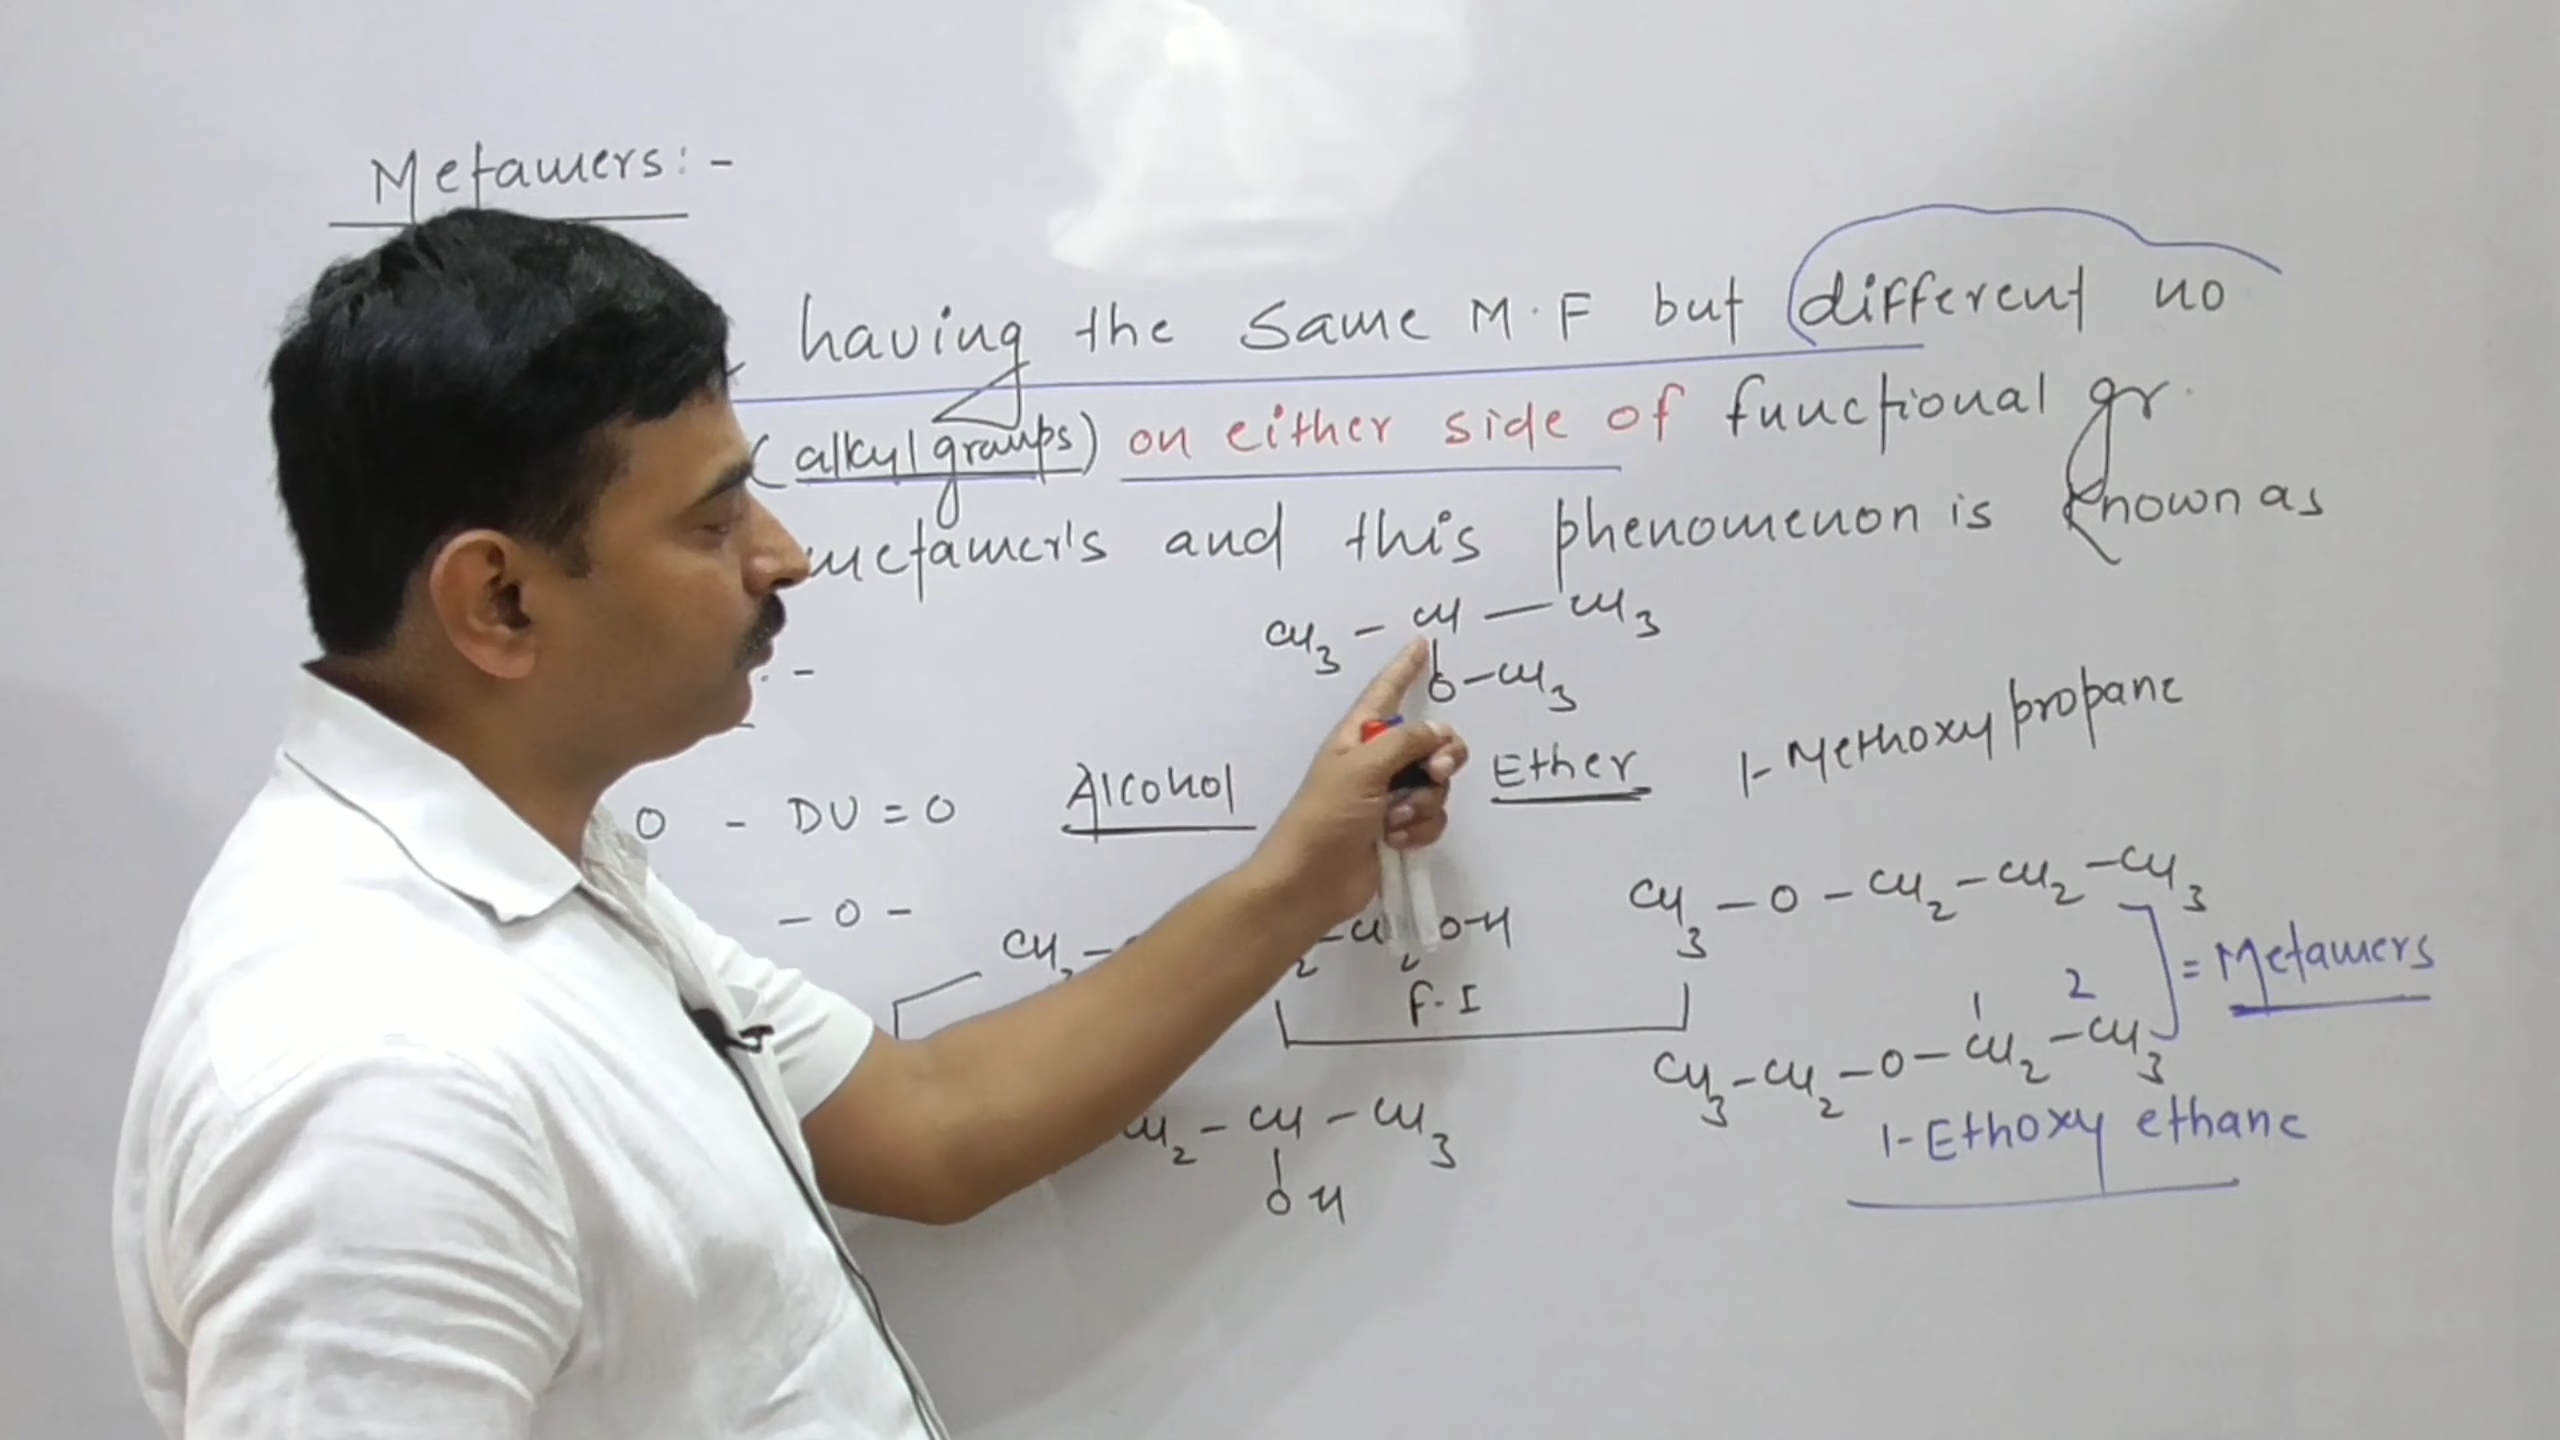 Metamers:-
having the same M.F but different no
(alkyl groups) on either side of functional gr.
metamer's and this phenomenon is known as
CH3 - CH - CH3
O-CH3
O - DU = 0 Alcohol Ether 1-Methoxy propane
- O - CH3 - O - CH2 - CH2 - CH3
O-H
F.I = Metamers
1 2
CH3-CH2-O-CH2-CH3
CH2 - CH - CH3 1-Ethoxy ethane
OH